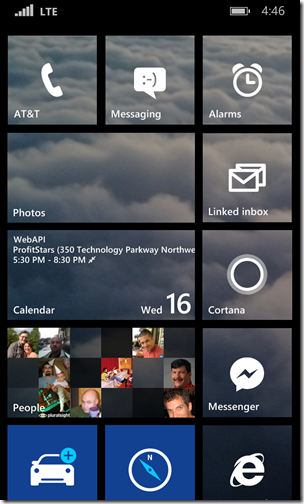 LTE 4:46
AT&T
Messaging
Alarms
Photos
Linked inbox
WebAPI
ProfitStars (350 Technology Parkway Northwe
5:30 PM - 8:30 PM
Calendar
Wed 16
Cortana
People
pluralsight
Messenger
N